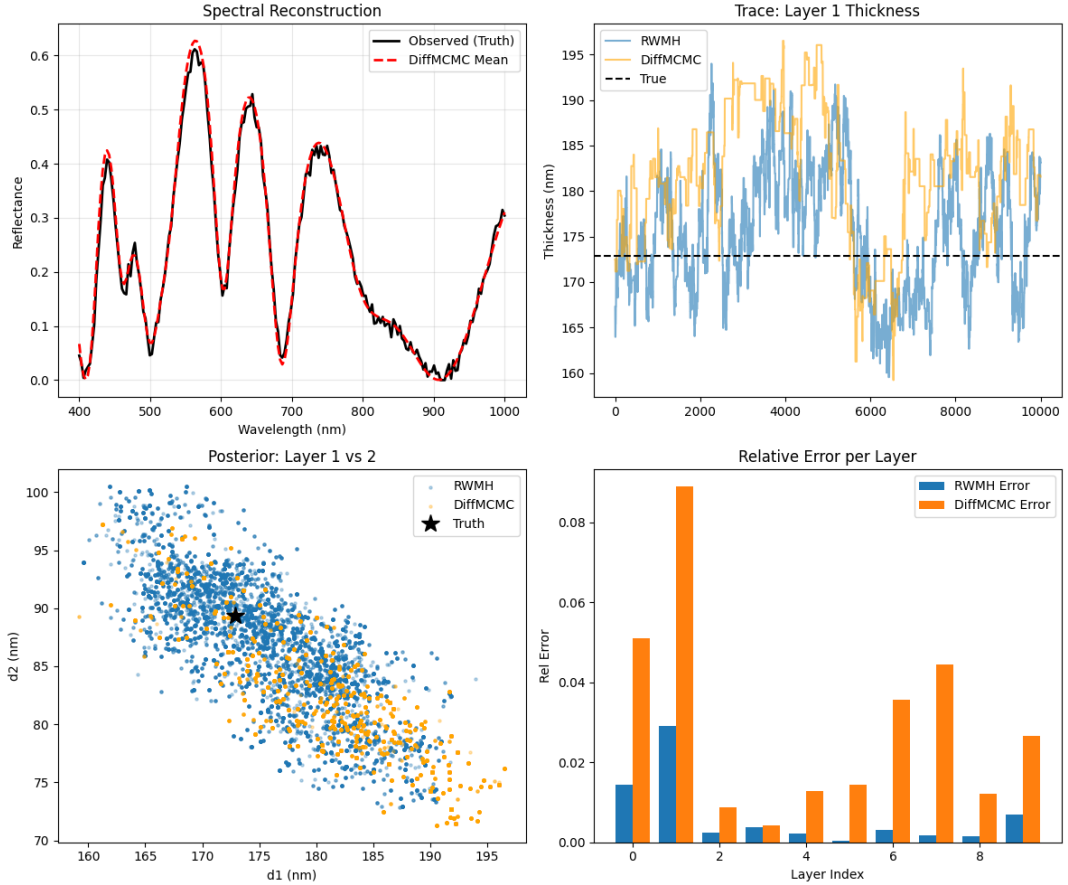 Spectral Reconstruction
Observed (Truth)
DiffMCMC Mean
0.6
0.5
0.4
0.3
0.2
0.1
0.0
Reflectance
400 500 600 700 800 900 1000
Wavelength (nm)
Trace: Layer 1 Thickness
RWMH
DiffMCMC
True
195
190
185
180
175
170
165
160
Thickness (nm)
0 2000 4000 6000 8000 10000
Posterior: Layer 1 vs 2
RWMH
DiffMCMC
Truth
100
95
90
85
80
75
70
d2 (nm)
160 165 170 175 180 185 190 195
d1 (nm)
Relative Error per Layer
RWMH Error
DiffMCMC Error
0.08
0.06
0.04
0.02
0.00
Rel Error
0 2 4 6 8
Layer Index